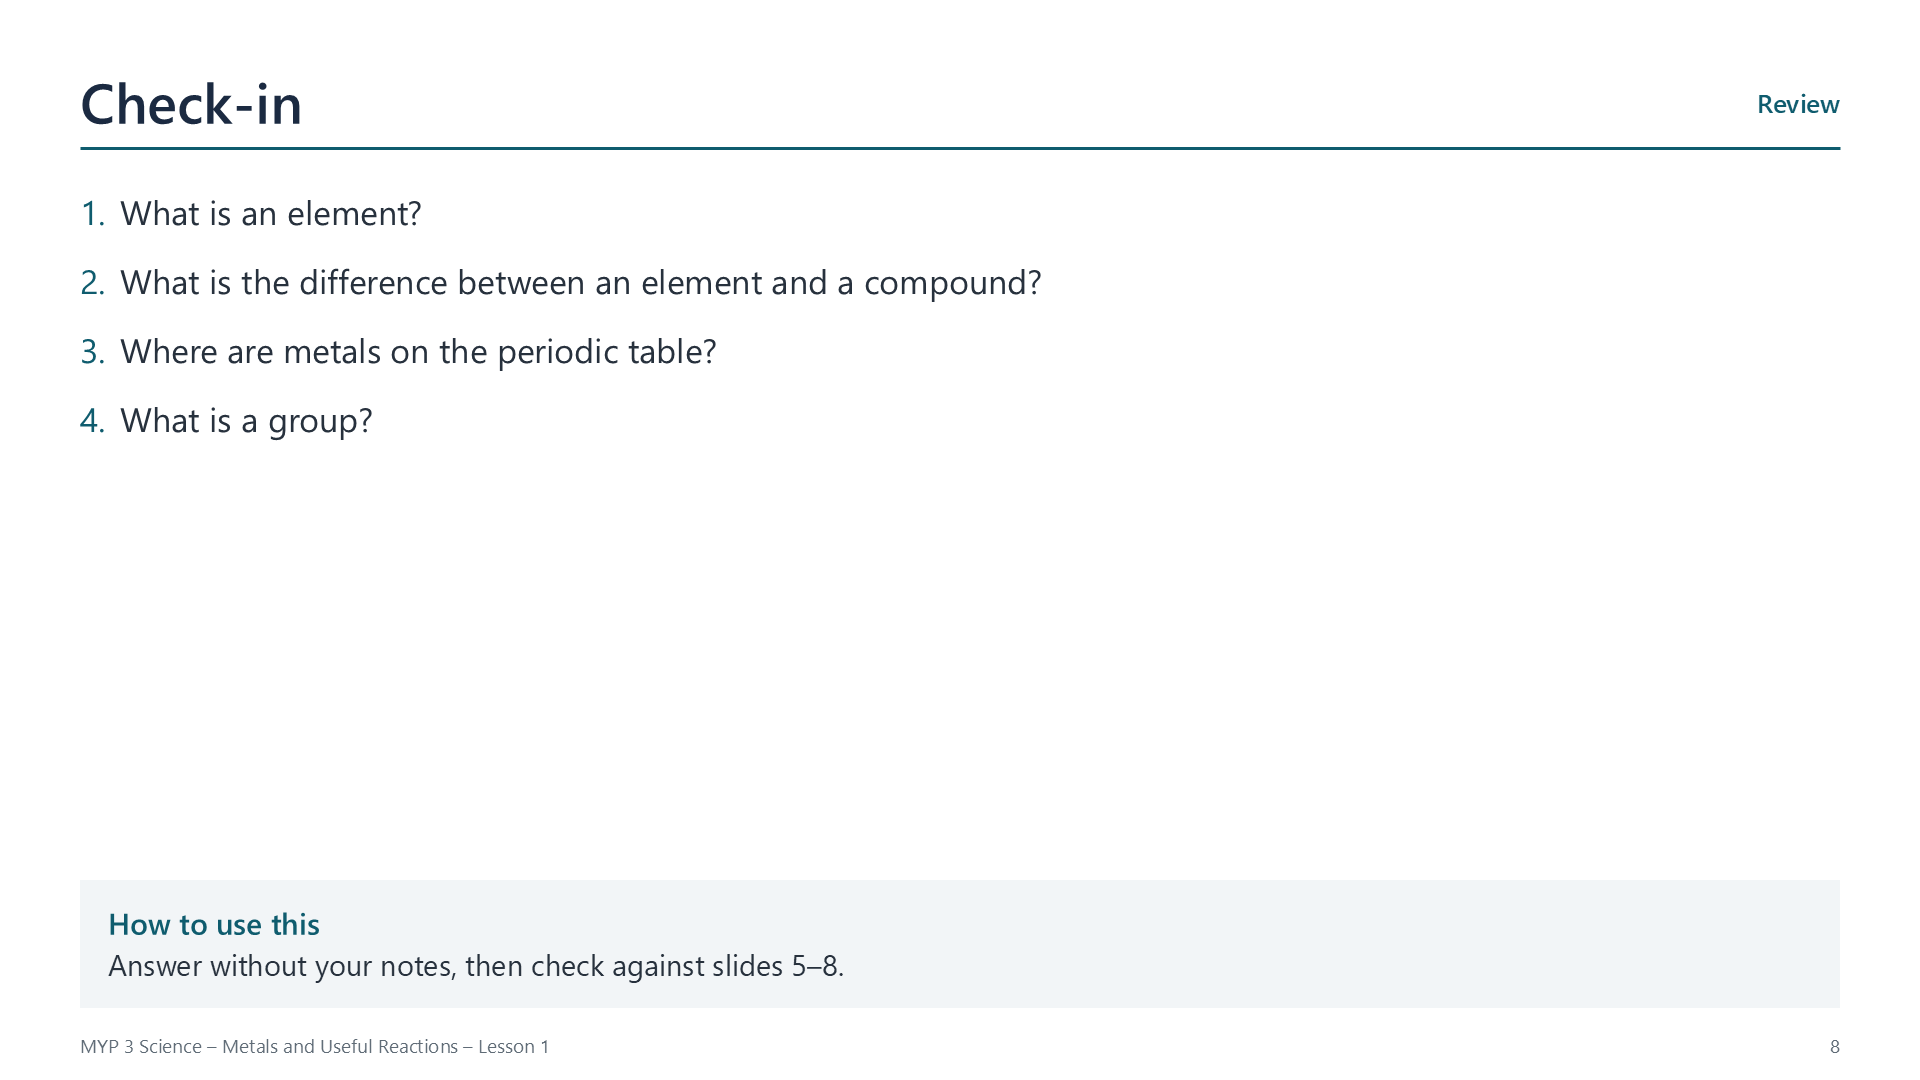 Check-in
Review
1. What is an element?
2. What is the difference between an element and a compound?
3. Where are metals on the periodic table?
4. What is a group?
How to use this
Answer without your notes, then check against slides 5–8.
MYP 3 Science – Metals and Useful Reactions – Lesson 1
8